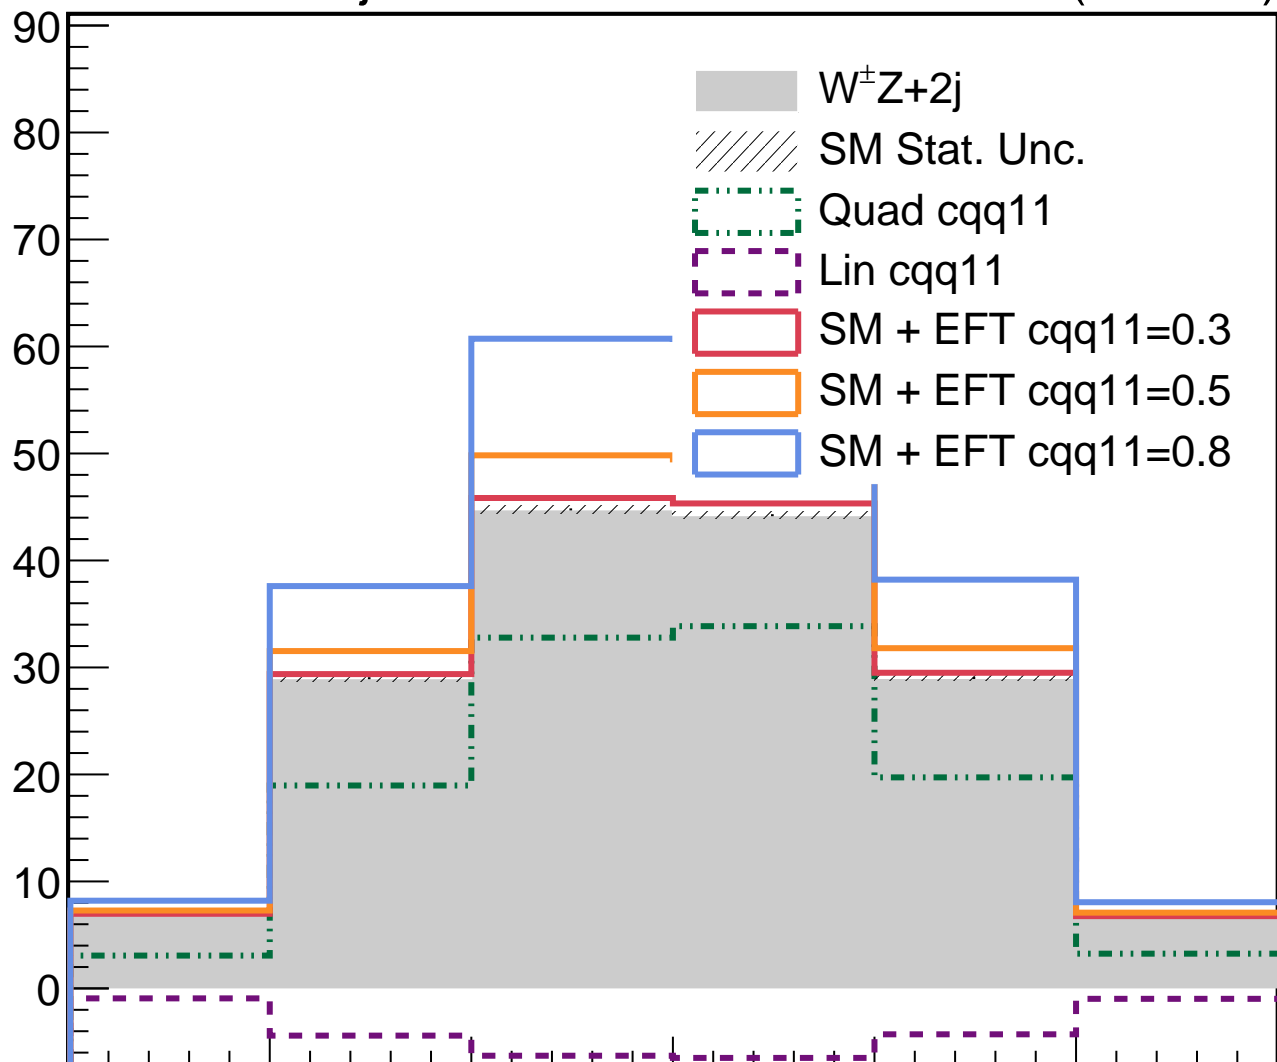 90
80
70
60
50
40
30
20
10
0
W±Z+2j
SM Stat. Unc.
Quad cqq11
Lin cqq11
SM + EFT cqq11=0.3
SM + EFT cqq11=0.5
SM + EFT cqq11=0.8